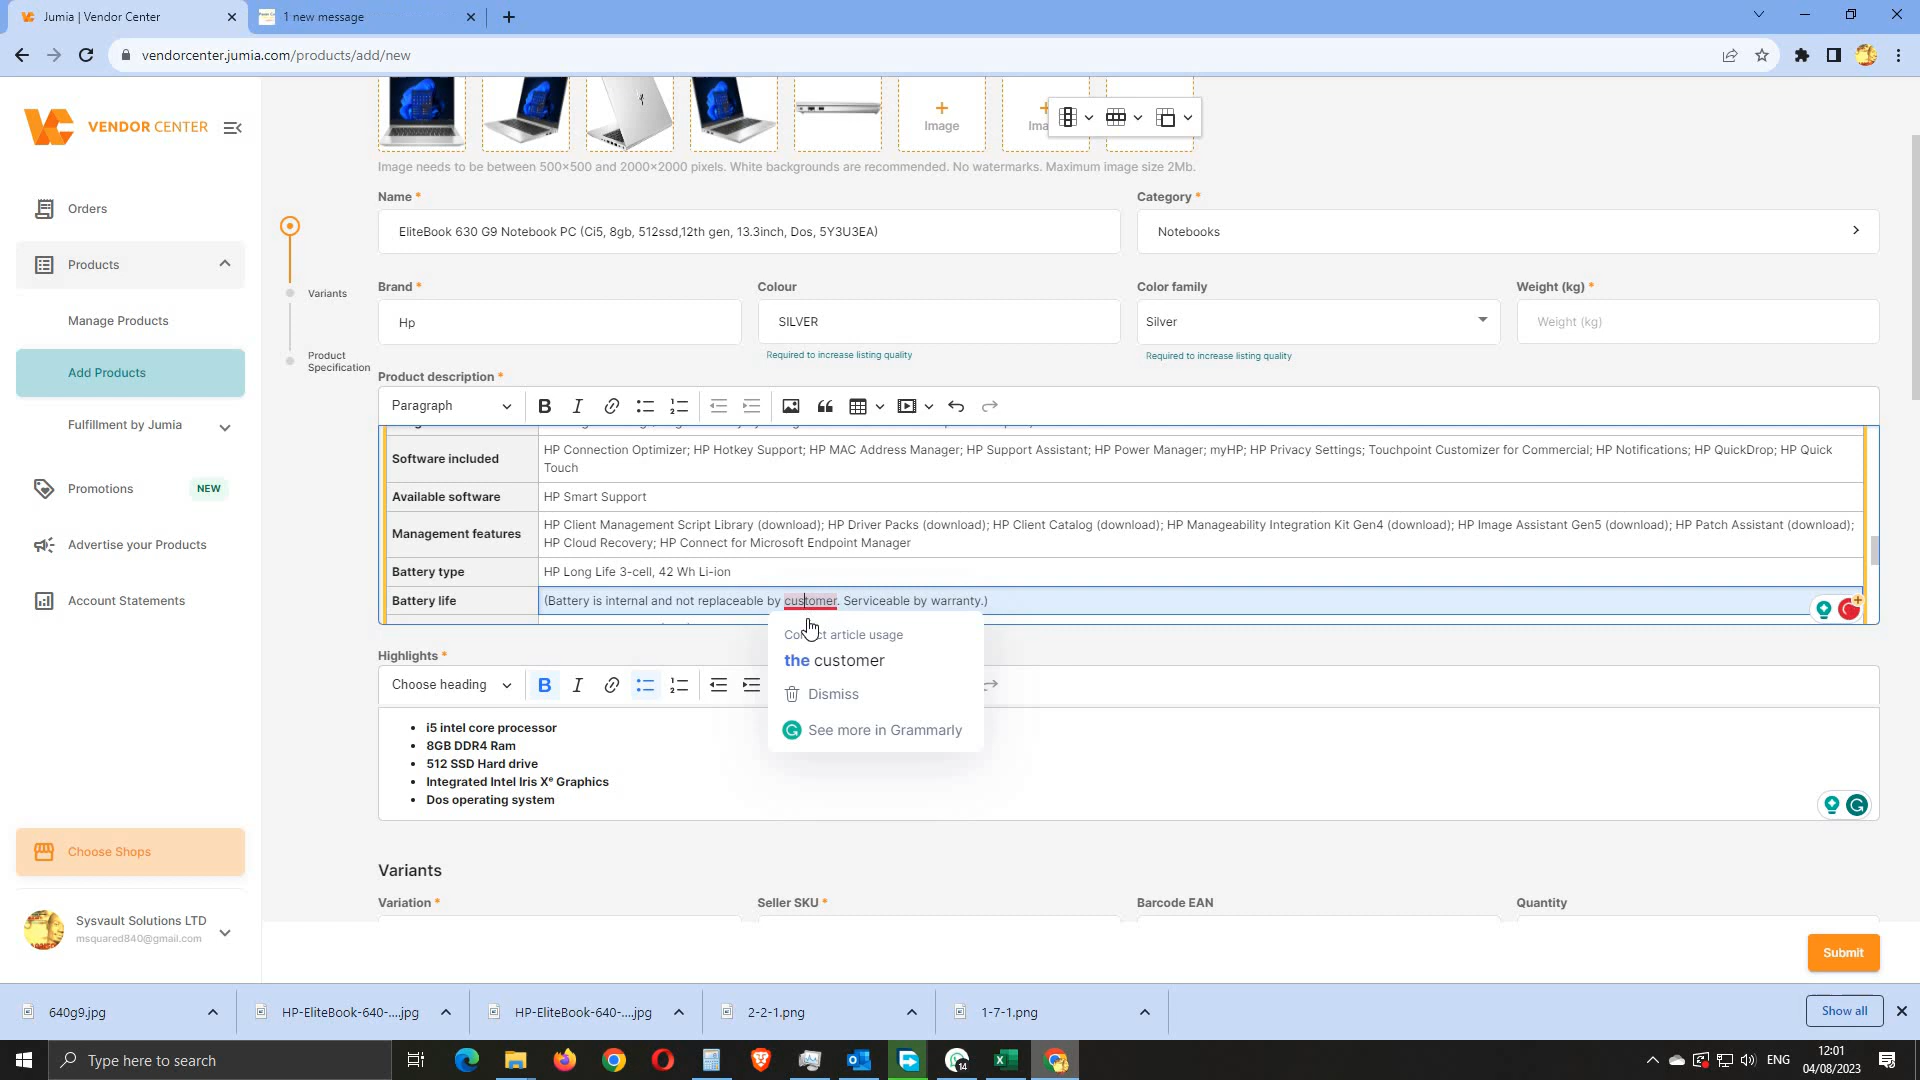 Jumia | Vendor Center
1 new message
vendorcenter.jumia.com/products/add/new
VENDOR CENTER
Orders
Products
Manage Products
Add Products
Fulfillment by Jumia
Promotions
NEW
Advertise your Products
Account Statements
Choose Shops
Sysvault Solutions LTD
msquared840@gmail.com
Variants
Product
Specification
Image
Ima
Image needs to be between 500×500 and 2000×2000 pixels. White backgrounds are recommended. No watermarks. Maximum image size 2Mb.
Name *
Category *
EliteBook 630 G9 Notebook PC (Ci5, 8gb, 512ssd,12th gen, 13.3inch, Dos, 5Y3U3EA)
Notebooks
Brand *
Colour
Color family
Weight (kg) *
Hp
SILVER
Silver
Weight (kg)
Required to increase listing quality
Required to increase listing quality
Product description *
Paragraph
Software included
HP Connection Optimizer; HP Hotkey Support; HP MAC Address Manager; HP Support Assistant; HP Power Manager; myHP; HP Privacy Settings; Touchpoint Customizer for Commercial; HP Notifications; HP QuickDrop; HP Quick
Touch
Available software
HP Smart Support
Management features
HP Client Management Script Library (download); HP Driver Packs (download); HP Client Catalog (download); HP Manageability Integration Kit Gen4 (download); HP Image Assistant Gen5 (download); HP Patch Assistant (download);
HP Cloud Recovery; HP Connect for Microsoft Endpoint Manager
Battery type
HP Long Life 3-cell, 42 Wh Li-ion
Battery life
(Battery is internal and not replaceable by customer. Serviceable by warranty.)
article usage
the customer
Dismiss
See more in Grammarly
Highlights *
Choose heading
• i5 intel core processor
• 8GB DDR4 Ram
• 512 SSD Hard drive
• Integrated Intel Iris Xᵉ Graphics
• Dos operating system
Variants
Variation *
Seller SKU *
Barcode EAN
Quantity
Submit
640g9.jpg
HP-EliteBook-640-....jpg
HP-EliteBook-640-....jpg
2-2-1.png
1-7-1.png
Show all
Type here to search
14
ENG
12:01
04/08/2023